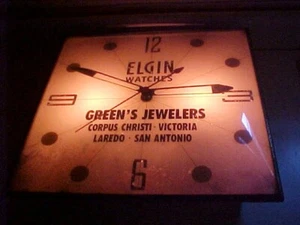 12
ELGIN
WATCHES
9 3
GREEN'S JEWELERS
CORPUS CHRISTI · VICTORIA
LAREDO · SAN ANTONIO
6